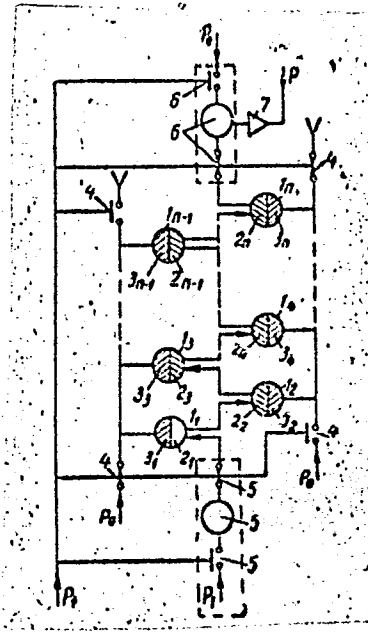 P₀ P
6 7
6
4 4
1ₙ
1ₙ₋₁ 2ₙ 3ₙ
3ₙ₋₁ 2ₙ₋₁
1₄
1₃ 2₄ 3₄
3₃ 2₃ 1₂
1₁ 2₂ 3₂
3₁ 2₁ 4
4 5
P₀ P₀
5
5
P₁ P₁